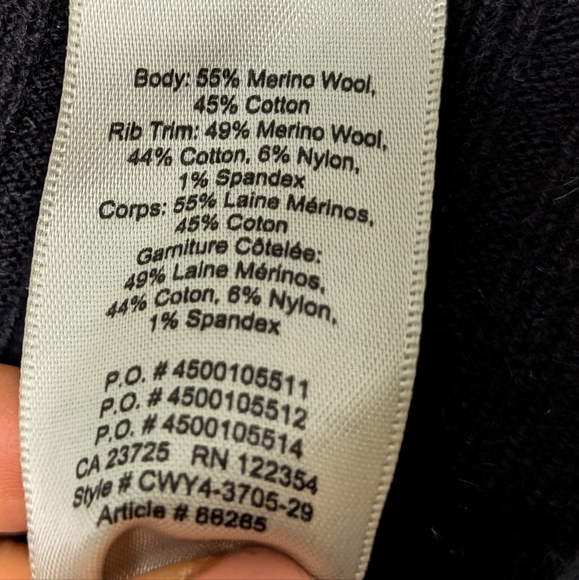 Body: 55% Merino Wool,
45% Cotton
Rib Trim: 49% Merino Wool,
44% Cotton, 6% Nylon,
1% Spandex
Corps: 55% Laine Mérinos,
45% Coton
Garniture Côtelée:
49% Laine Mérinos,
44% Coton, 6% Nylon,
1% Spandex
P.O. # 4500105511
P.O. # 4500105512
P.O. # 4500105514
CA 23725 RN 122354
Style # CWY4-3705-29
Article # 66265